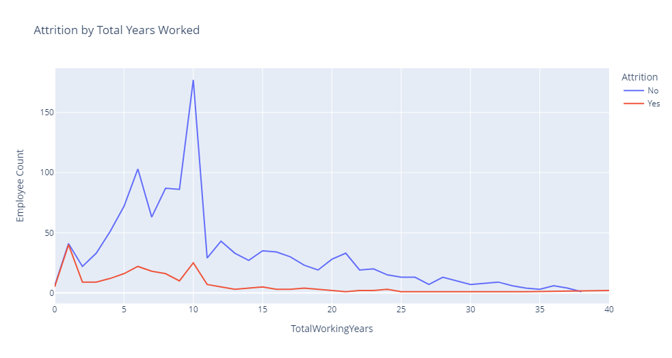 Attrition by Total Years Worked
Attrition
No
Yes
Employee Count
150
100
50
0
0 5 10 15 20 25 30 35 40
TotalWorkingYears